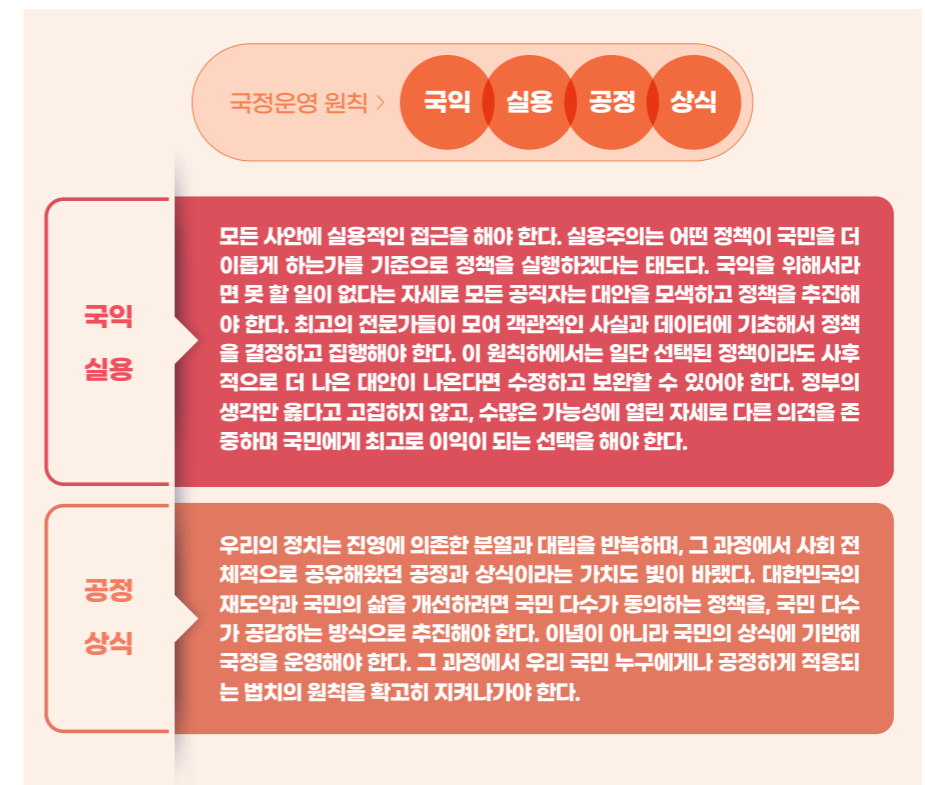 국정운영 원칙 > 국익 실용 공정 상식
국익
실용
모든 사안에 실용적인 접근을 해야 한다. 실용주의는 어떤 정책이 국민을 더
이롭게 하는가를 기준으로 정책을 실행하겠다는 태도다. 국익을 위해서라
면 못 할 일이 없다는 자세로 모든 공직자는 대안을 모색하고 정책을 추진해
야 한다. 최고의 전문가들이 모여 객관적인 사실과 데이터에 기초해서 정책
을 결정하고 집행해야 한다. 이 원칙하에서는 일단 선택된 정책이라도 사후
적으로 더 나은 대안이 나온다면 수정하고 보완할 수 있어야 한다. 정부의
생각만 옳다고 고집하지 않고, 수많은 가능성에 열린 자세로 다른 의견을 존
중하며 국민에게 최고로 이익이 되는 선택을 해야 한다.
공정
상식
우리의 정치는 진영에 의존한 분열과 대립을 반복하며, 그 과정에서 사회 전
체적으로 공유해왔던 공정과 상식이라는 가치도 빛이 바랬다. 대한민국의
재도약과 국민의 삶을 개선하려면 국민 다수가 동의하는 정책을, 국민 다수
가 공감하는 방식으로 추진해야 한다. 이념이 아니라 국민의 상식에 기반해
국정을 운영해야 한다. 그 과정에서 우리 국민 누구에게나 공정하게 적용되
는 법치의 원칙을 확고히 지켜나가야 한다.